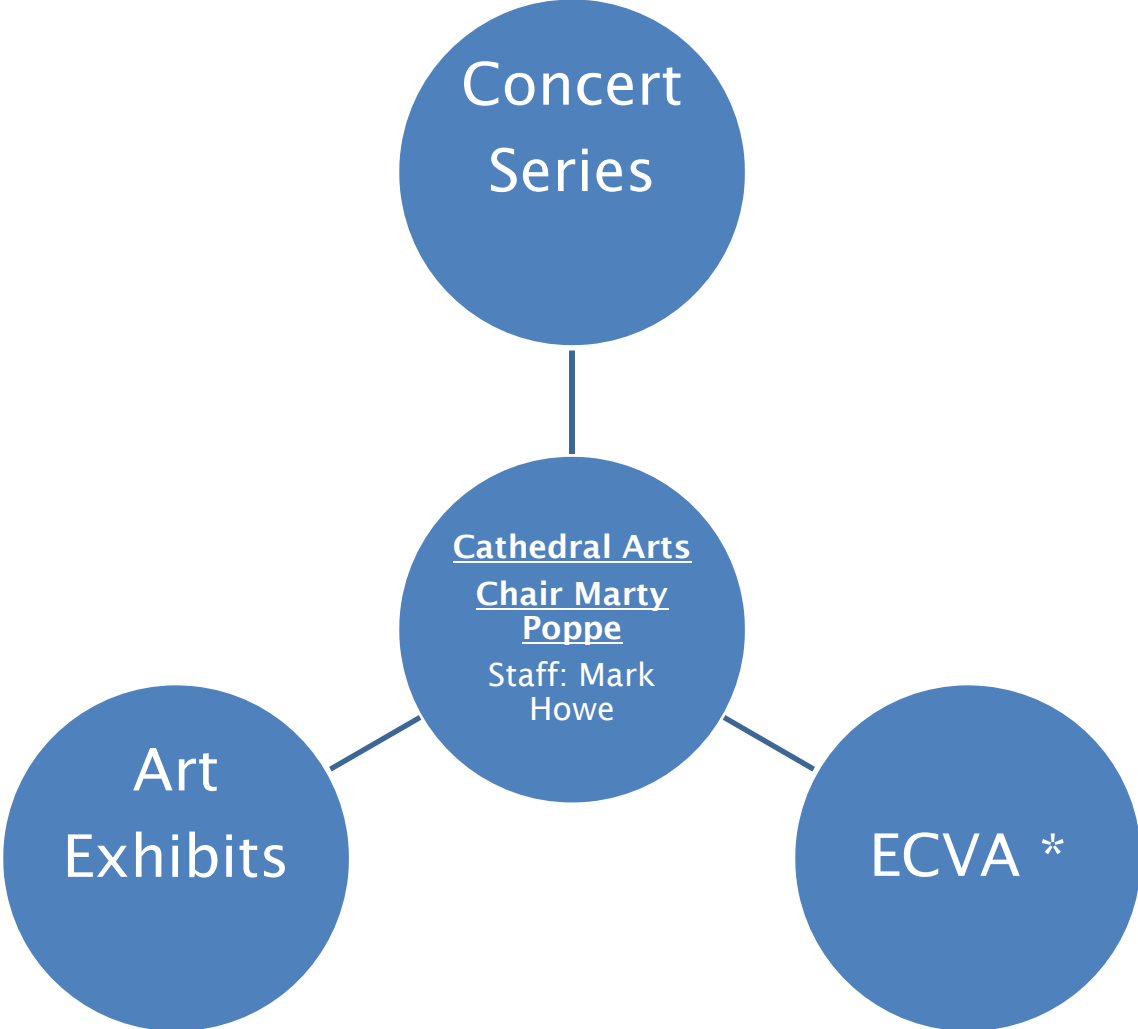 Concert
Series
Cathedral Arts
Chair Marty
Poppe
Staff: Mark
Howe
Art
Exhibits
ECVA *